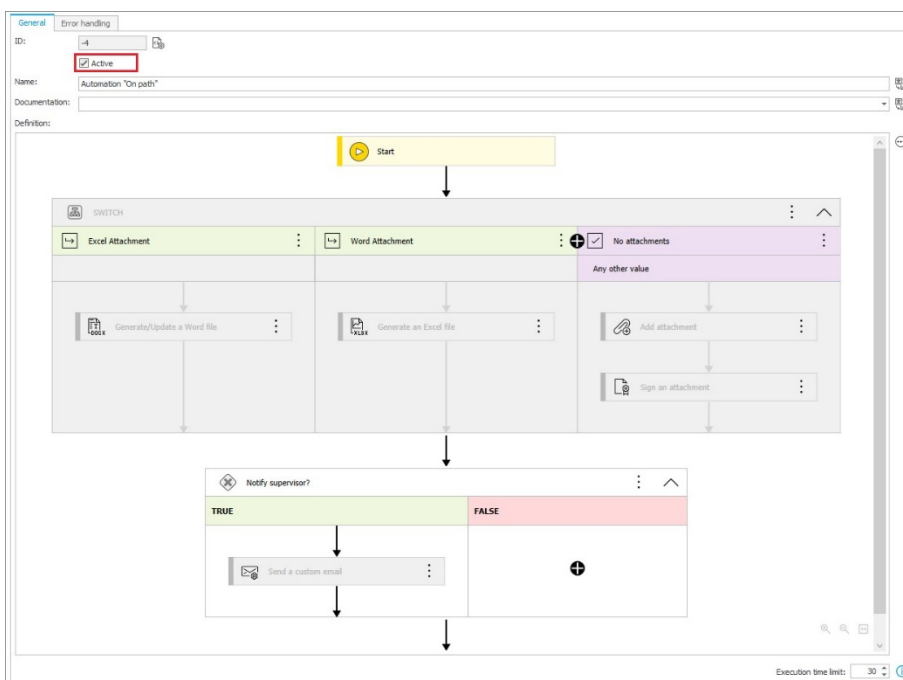 General Error handling
ID: -4
Active
Name: Automation "On path"
Documentation:
Definition:
Start
SWITCH
Excel Attachment Word Attachment No attachments
Any other value
DOCX Generate/Update a Word file XLSX Generate an Excel file Add attachment
Sign an attachment
Notify supervisor?
TRUE FALSE
Send a custom email
Execution time limit: 30